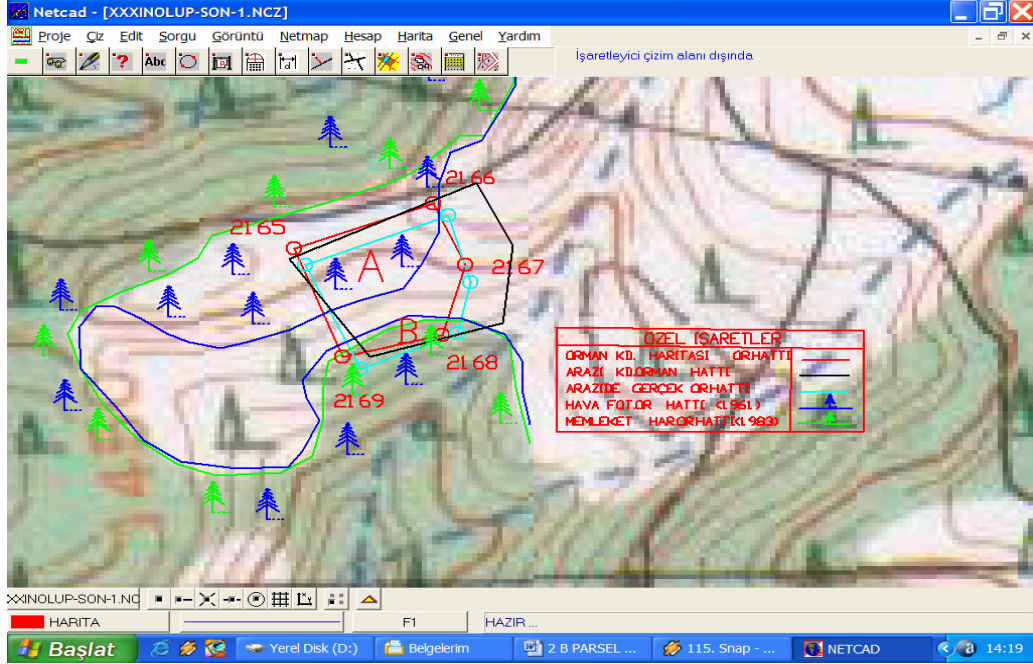 Netcad - [XXXINOLUP-SON-1.NCZ]
Proje Çiz Edit Sorgu Görüntü Netmap Hesap Harita Genel Yardım
Abc
İşaretleyici çizim alanı dışında
2166
2165
A
2167
B
2168
2169
ÖZEL İŞARETLER
ORMAN KD. HARİTASI ORHATTI
ARAZİ KD.ORMAN HATTI
ARAZİDE GERÇEK ORHATTI
HAVA FOT.OR HATTI <1961)
MEMLEKET HARORHATTI(1983)
XXINOLUP-SON-1.NC
HARITA F1 HAZIR ...
Başlat Yerel Disk (D:) Belgelerim 2 B PARSEL ... 115. Snap - ... NETCAD 14:19